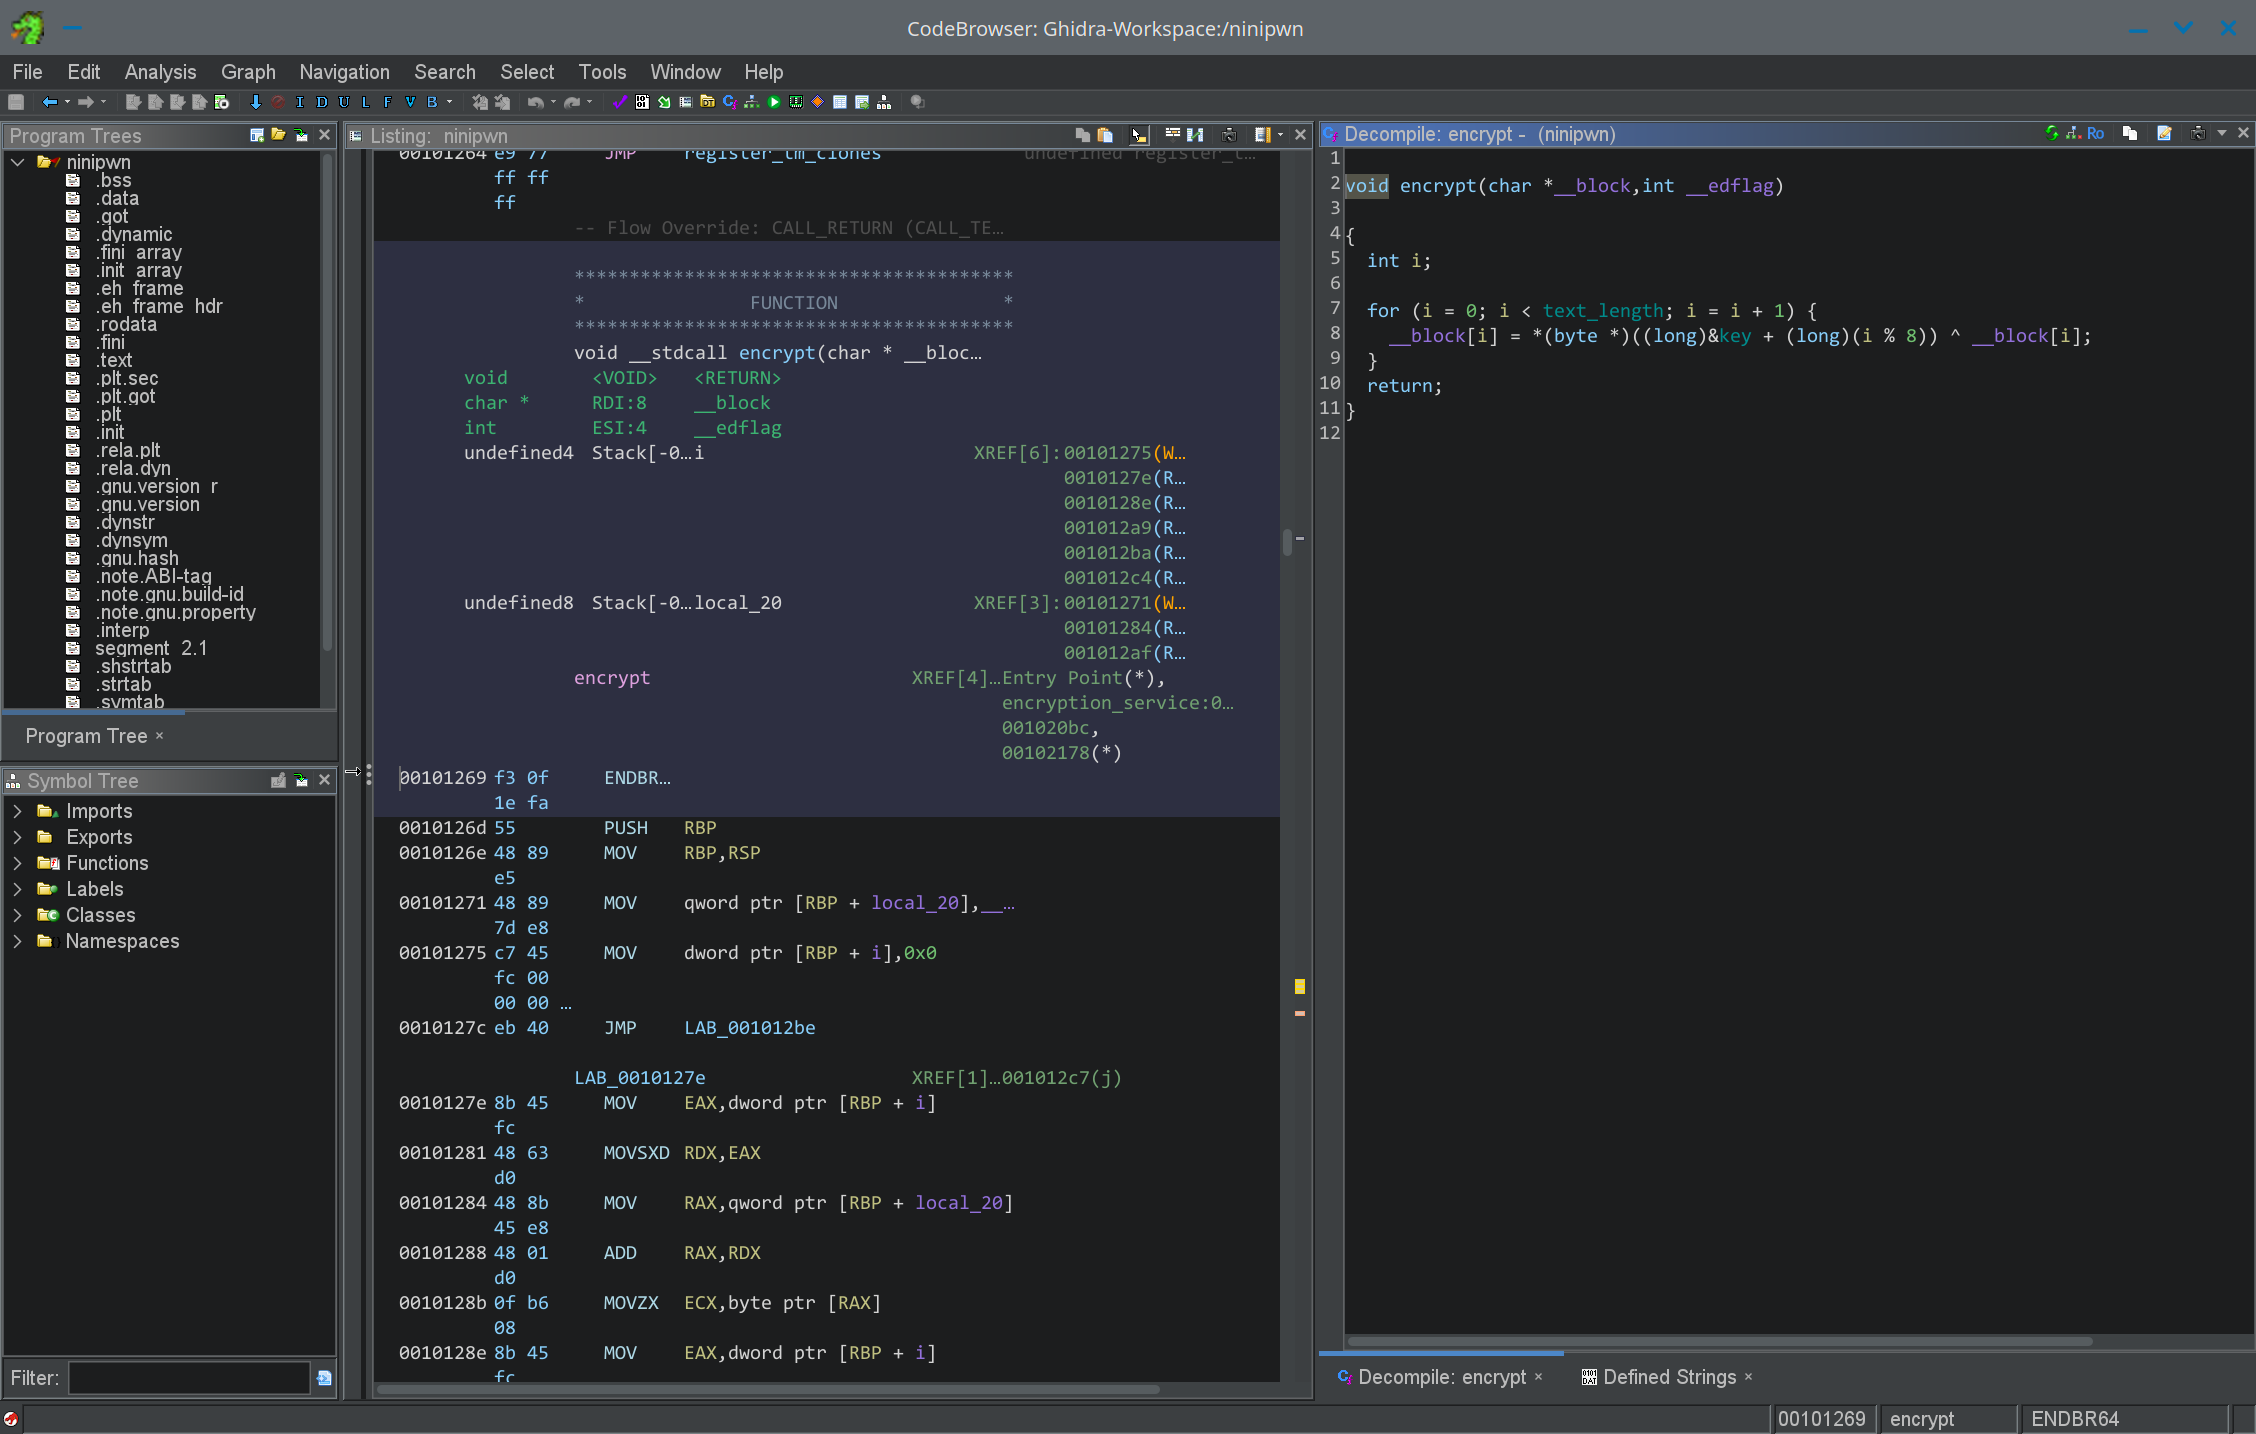 CodeBrowser: Ghidra-Workspace:/ninipwn
File Edit Analysis Graph Navigation Search Select Tools Window Help
I D U L F V B
Program Trees
ninipwn
.bss
.data
.got
.dynamic
.fini_array
.init_array
.eh_frame
.eh_frame_hdr
.rodata
.fini
.text
.plt.sec
.plt.got
.plt
.init
.rela.plt
.rela.dyn
.gnu.version_r
.gnu.version
.dynstr
.dynsym
.gnu.hash
.note.ABI-tag
.note.gnu.build-id
.note.gnu.property
.interp
segment_2.1
.shstrtab
.strtab
.symtab
Program Tree ×
Symbol Tree
Imports
Exports
Functions
Labels
Classes
Namespaces
Filter:
Listing: ninipwn
00101264 e9 77 JMP register_tm_clones undefined register_t…
ff ff
ff
-- Flow Override: CALL_RETURN (CALL_TE…
****************************************
* FUNCTION *
****************************************
void __stdcall encrypt(char * __bloc…
void <VOID> <RETURN>
char * RDI:8 __block
int ESI:4 __edflag
undefined4 Stack[-0…i XREF[6]: 00101275(W…
0010127e(R…
0010128e(R…
001012a9(R…
001012ba(R…
001012c4(R…
undefined8 Stack[-0…local_20 XREF[3]: 00101271(W…
00101284(R…
001012af(R…
encrypt XREF[4]…Entry Point(*),
encryption_service:0…
001020bc,
00102178(*)
00101269 f3 0f ENDBR…
1e fa
0010126d 55 PUSH RBP
0010126e 48 89 MOV RBP,RSP
e5
00101271 48 89 MOV qword ptr [RBP + local_20],__…
7d e8
00101275 c7 45 MOV dword ptr [RBP + i],0x0
fc 00
00 00 …
0010127c eb 40 JMP LAB_001012be
LAB_0010127e XREF[1]…001012c7(j)
0010127e 8b 45 MOV EAX,dword ptr [RBP + i]
fc
00101281 48 63 MOVSXD RDX,EAX
d0
00101284 48 8b MOV RAX,qword ptr [RBP + local_20]
45 e8
00101288 48 01 ADD RAX,RDX
d0
0010128b 0f b6 MOVZX ECX,byte ptr [RAX]
08
0010128e 8b 45 MOV EAX,dword ptr [RBP + i]
fc
Decompile: encrypt - (ninipwn)
Ro
1
2 void encrypt(char *__block,int __edflag)
3
4 {
5 int i;
6
7 for (i = 0; i < text_length; i = i + 1) {
8 __block[i] = *(byte *)((long)&key + (long)(i % 8)) ^ __block[i];
9 }
10 return;
11 }
12
Decompile: encrypt × Defined Strings ×
00101269 encrypt ENDBR64